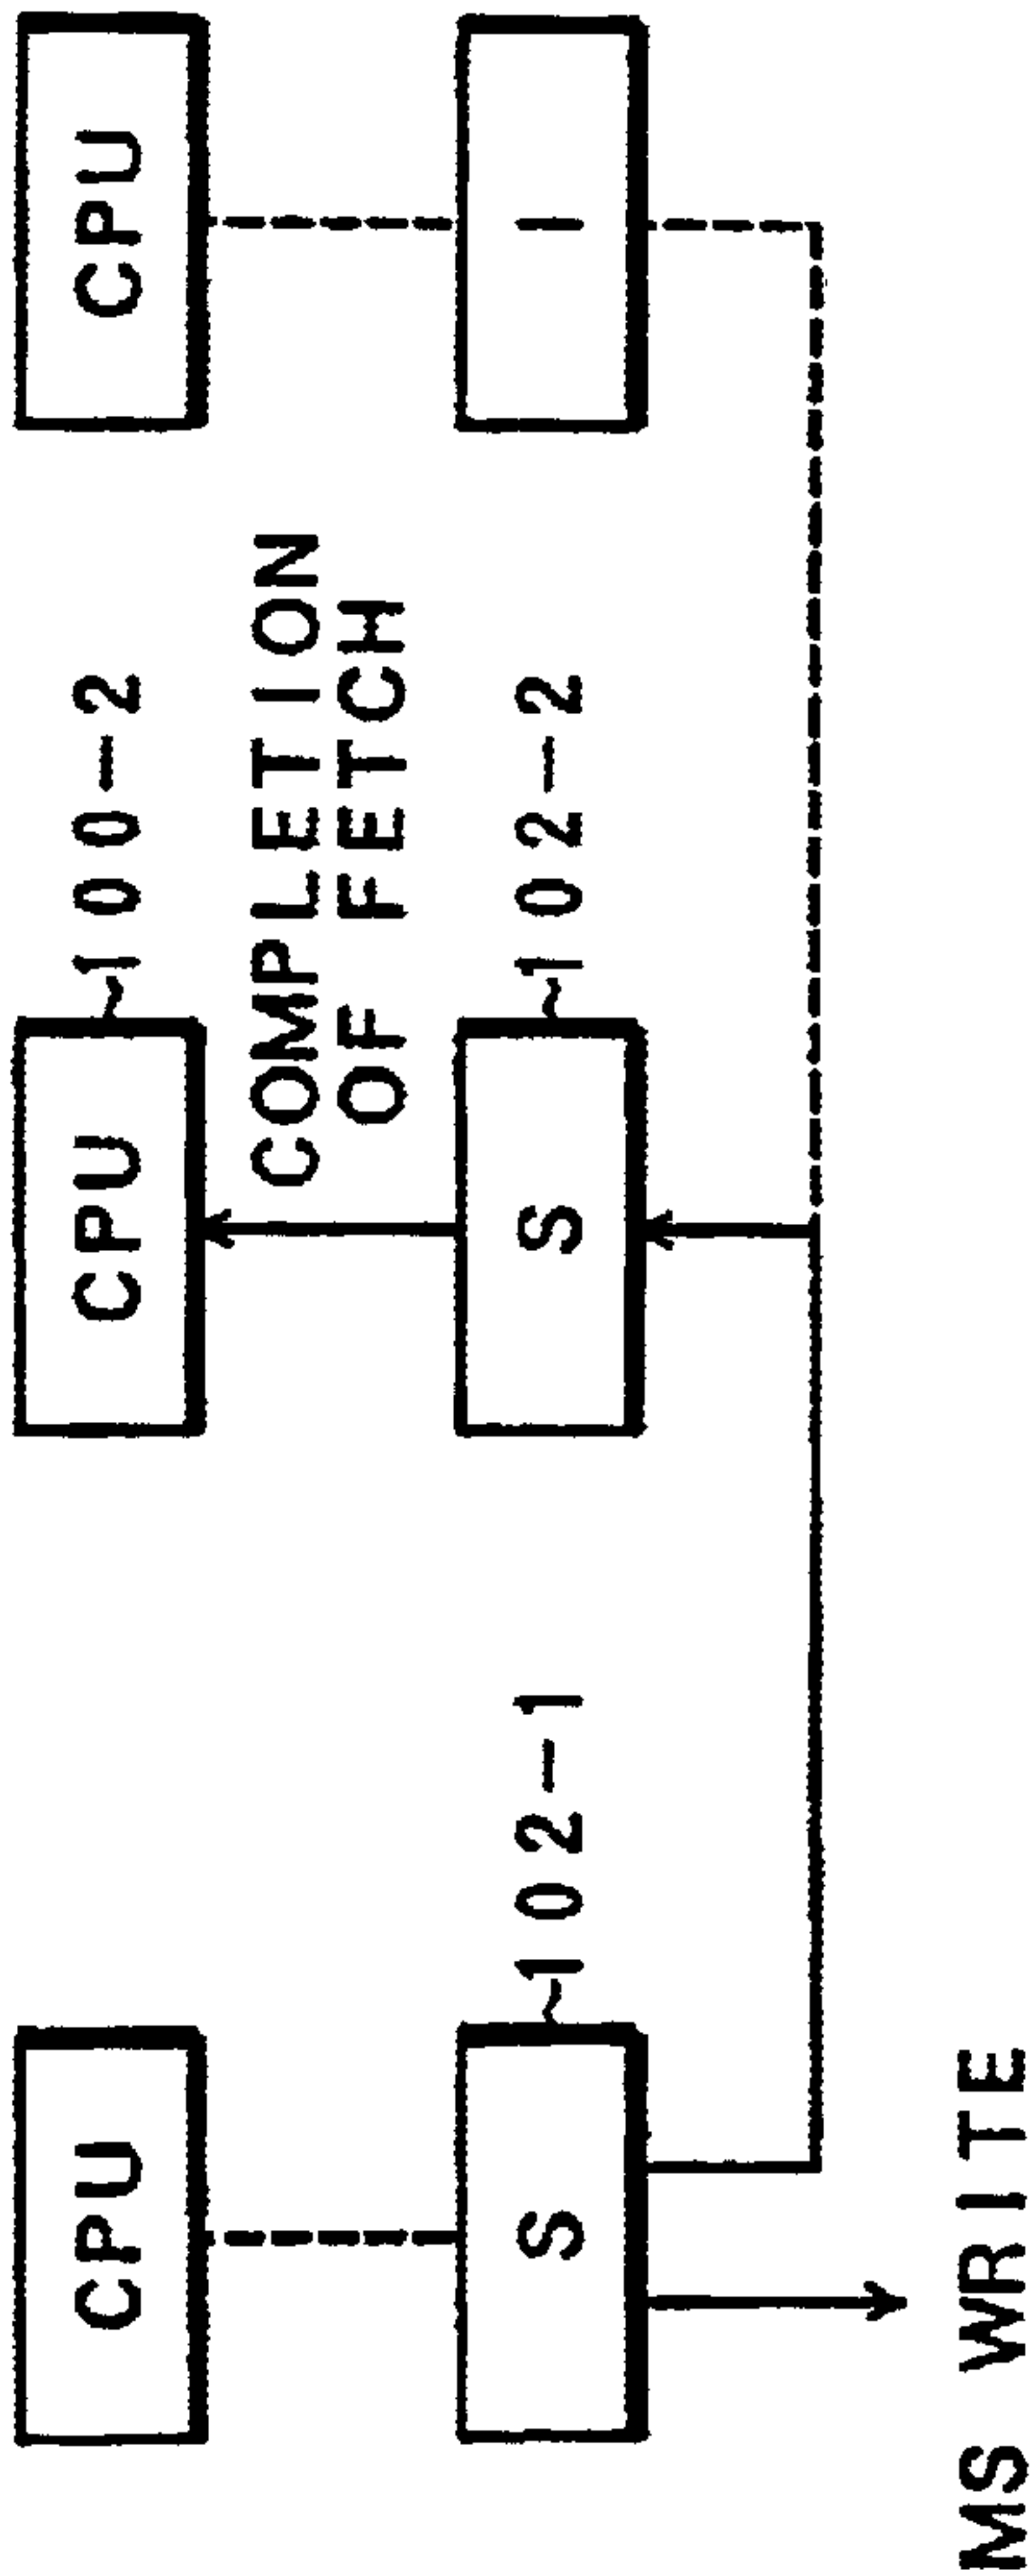 CPU
CPU
100-2
CPU
COMPLETION
OF FETCH
S
102-1
S
102-2
I
MS WRITE